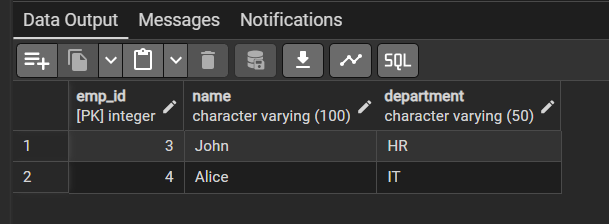 Data Output Messages Notifications
SQL
emp_id name department
[PK] integer character varying (100) character varying (50)
1 3 John HR
2 4 Alice IT